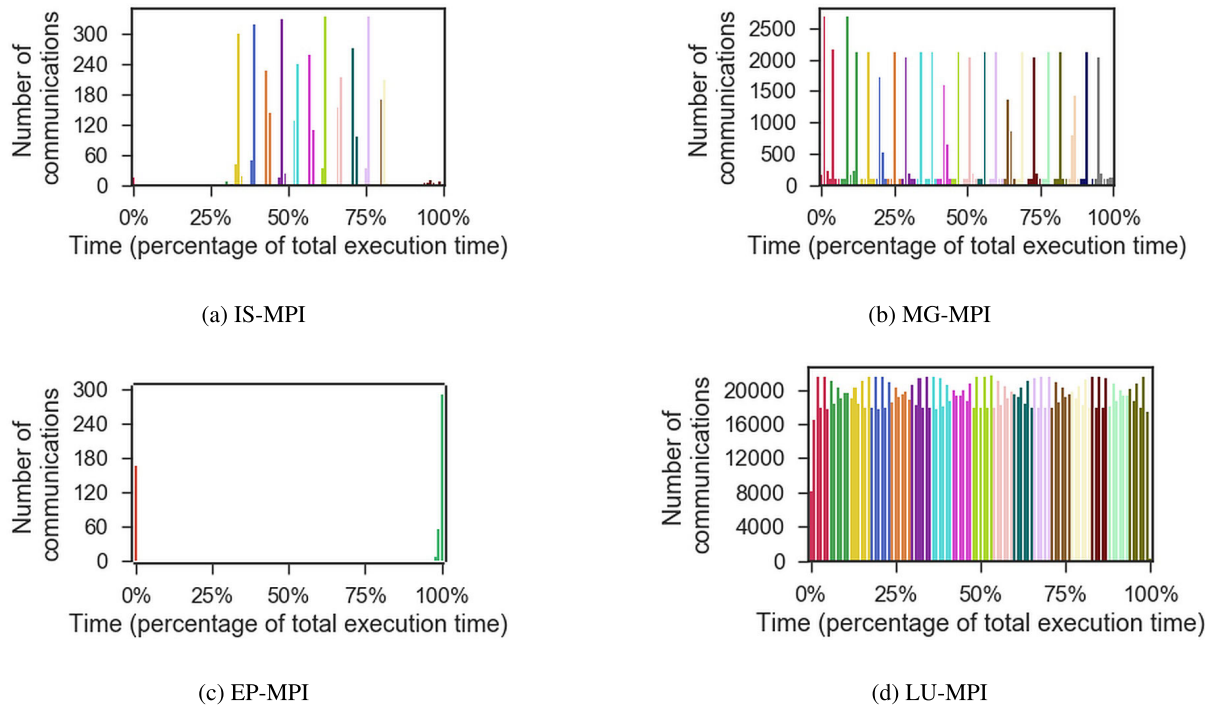 Number of
communications
300
240
180
120
60
0
0% 25% 50% 75% 100%
Time (percentage of total execution time)
(a) IS-MPI
Number of
communications
2500
2000
1500
1000
500
0
0% 25% 50% 75% 100%
Time (percentage of total execution time)
(b) MG-MPI
Number of
communications
300
240
180
120
60
0
0% 25% 50% 75% 100%
Time (percentage of total execution time)
(c) EP-MPI
Number of
communications
20000
16000
12000
8000
4000
0
0% 25% 50% 75% 100%
Time (percentage of total execution time)
(d) LU-MPI